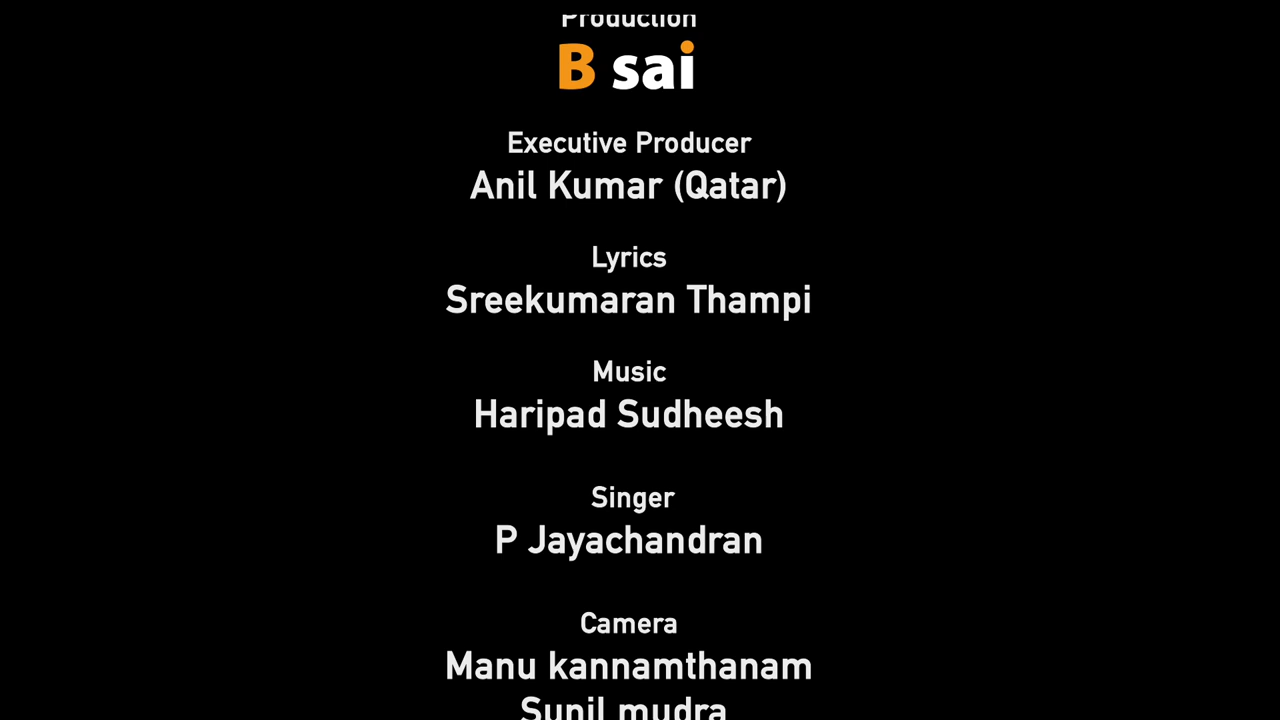 Production
B sai
Executive Producer
Anil Kumar (Qatar)
Lyrics
Sreekumaran Thampi
Music
Haripad Sudheesh
Singer
P Jayachandran
Camera
Manu kannamthanam
Sunil mudra